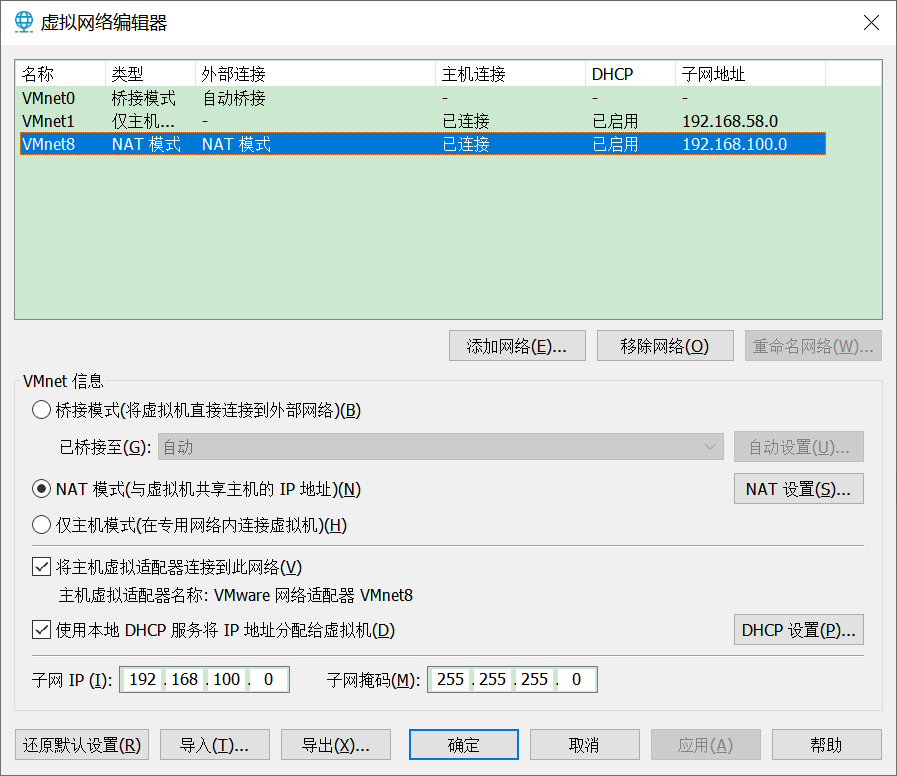 虚拟网络编辑器
名称 类型 外部连接 主机连接 DHCP 子网地址
VMnet0 桥接模式 自动桥接 - - -
VMnet1 仅主机... - 已连接 已启用 192.168.58.0
VMnet8 NAT 模式 NAT 模式 已连接 已启用 192.168.100.0
添加网络(E)... 移除网络(O) 重命名网络(W)...
VMnet 信息
桥接模式(将虚拟机直接连接到外部网络)(B)
已桥接至(G): 自动 自动设置(U)...
NAT 模式(与虚拟机共享主机的 IP 地址)(N) NAT 设置(S)...
仅主机模式(在专用网络内连接虚拟机)(H)
将主机虚拟适配器连接到此网络(V)
主机虚拟适配器名称: VMware 网络适配器 VMnet8
使用本地 DHCP 服务将 IP 地址分配给虚拟机(D) DHCP 设置(P)...
子网 IP (I): 192 . 168 . 100 . 0 子网掩码(M): 255 . 255 . 255 . 0
还原默认设置(R) 导入(T)... 导出(X)... 确定 取消 应用(A) 帮助